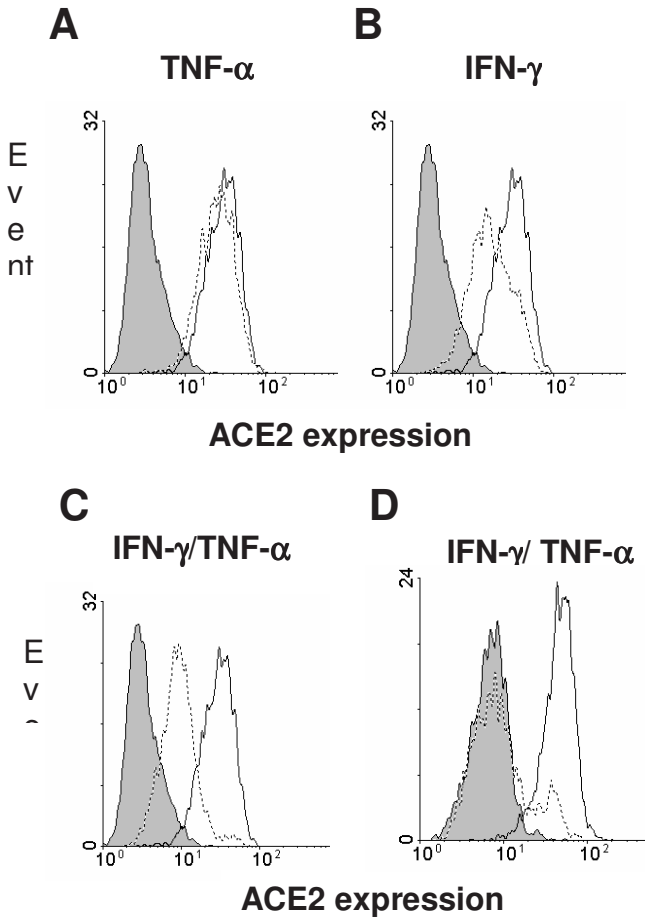 A
TNF-α
B
IFN-γ
32
E
v
e
nt
0
10⁰ 10¹ 10²
32
0
10⁰ 10¹ 10²
ACE2 expression
C
IFN-γ/TNF-α
D
IFN-γ/ TNF-α
32
E
v
0
10⁰ 10¹ 10²
24
0
10⁰ 10¹ 10²
ACE2 expression